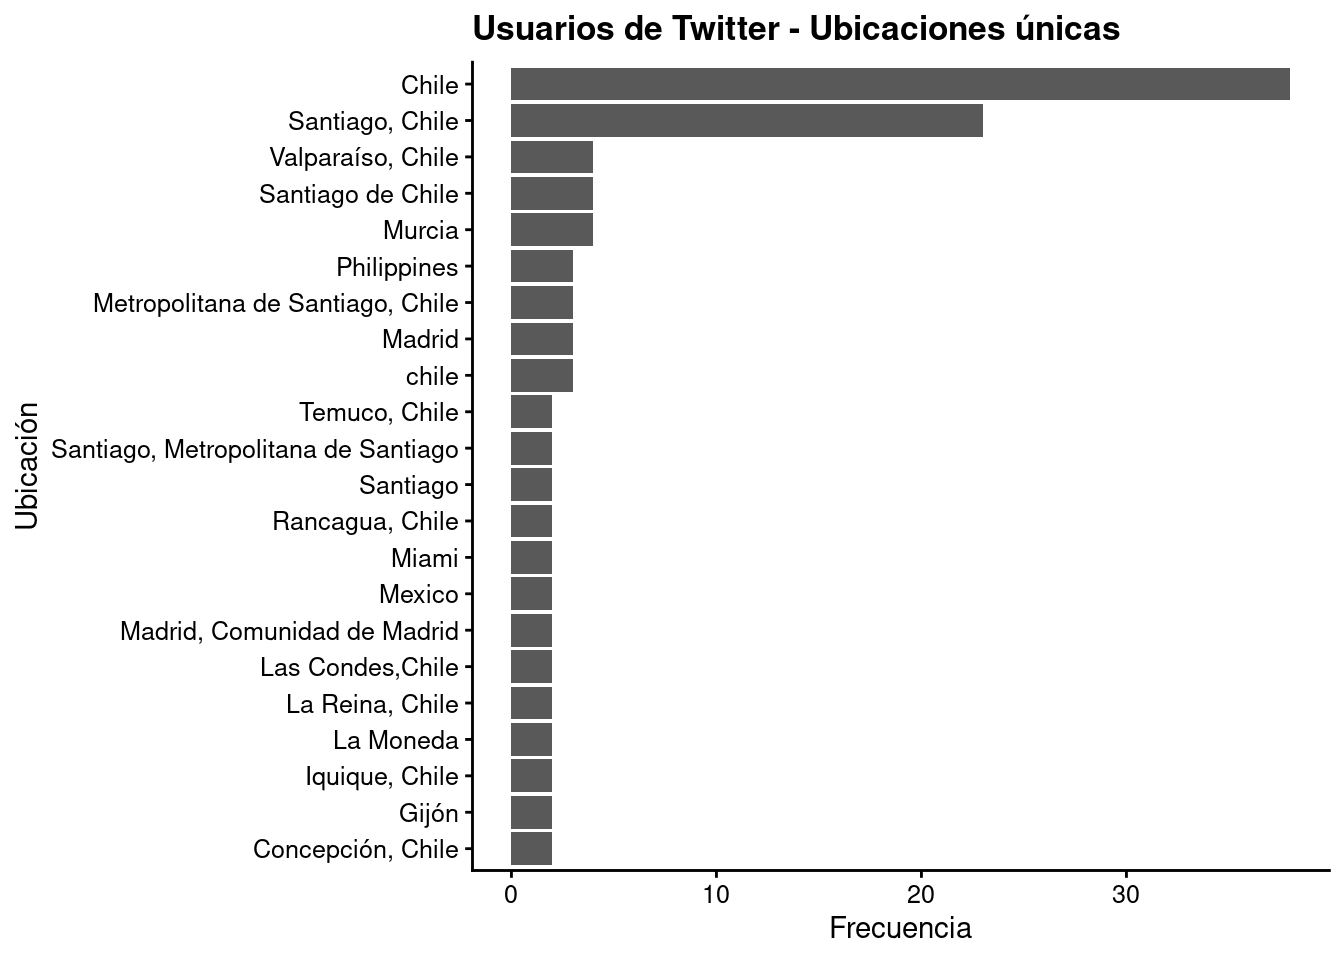 Usuarios de Twitter - Ubicaciones únicas
Chile
Santiago, Chile
Valparaíso, Chile
Santiago de Chile
Murcia
Philippines
Metropolitana de Santiago, Chile
Madrid
chile
Temuco, Chile
Santiago, Metropolitana de Santiago
Santiago
Rancagua, Chile
Miami
Mexico
Madrid, Comunidad de Madrid
Las Condes,Chile
La Reina, Chile
La Moneda
Iquique, Chile
Gijón
Concepción, Chile
Ubicación
0 10 20 30
Frecuencia